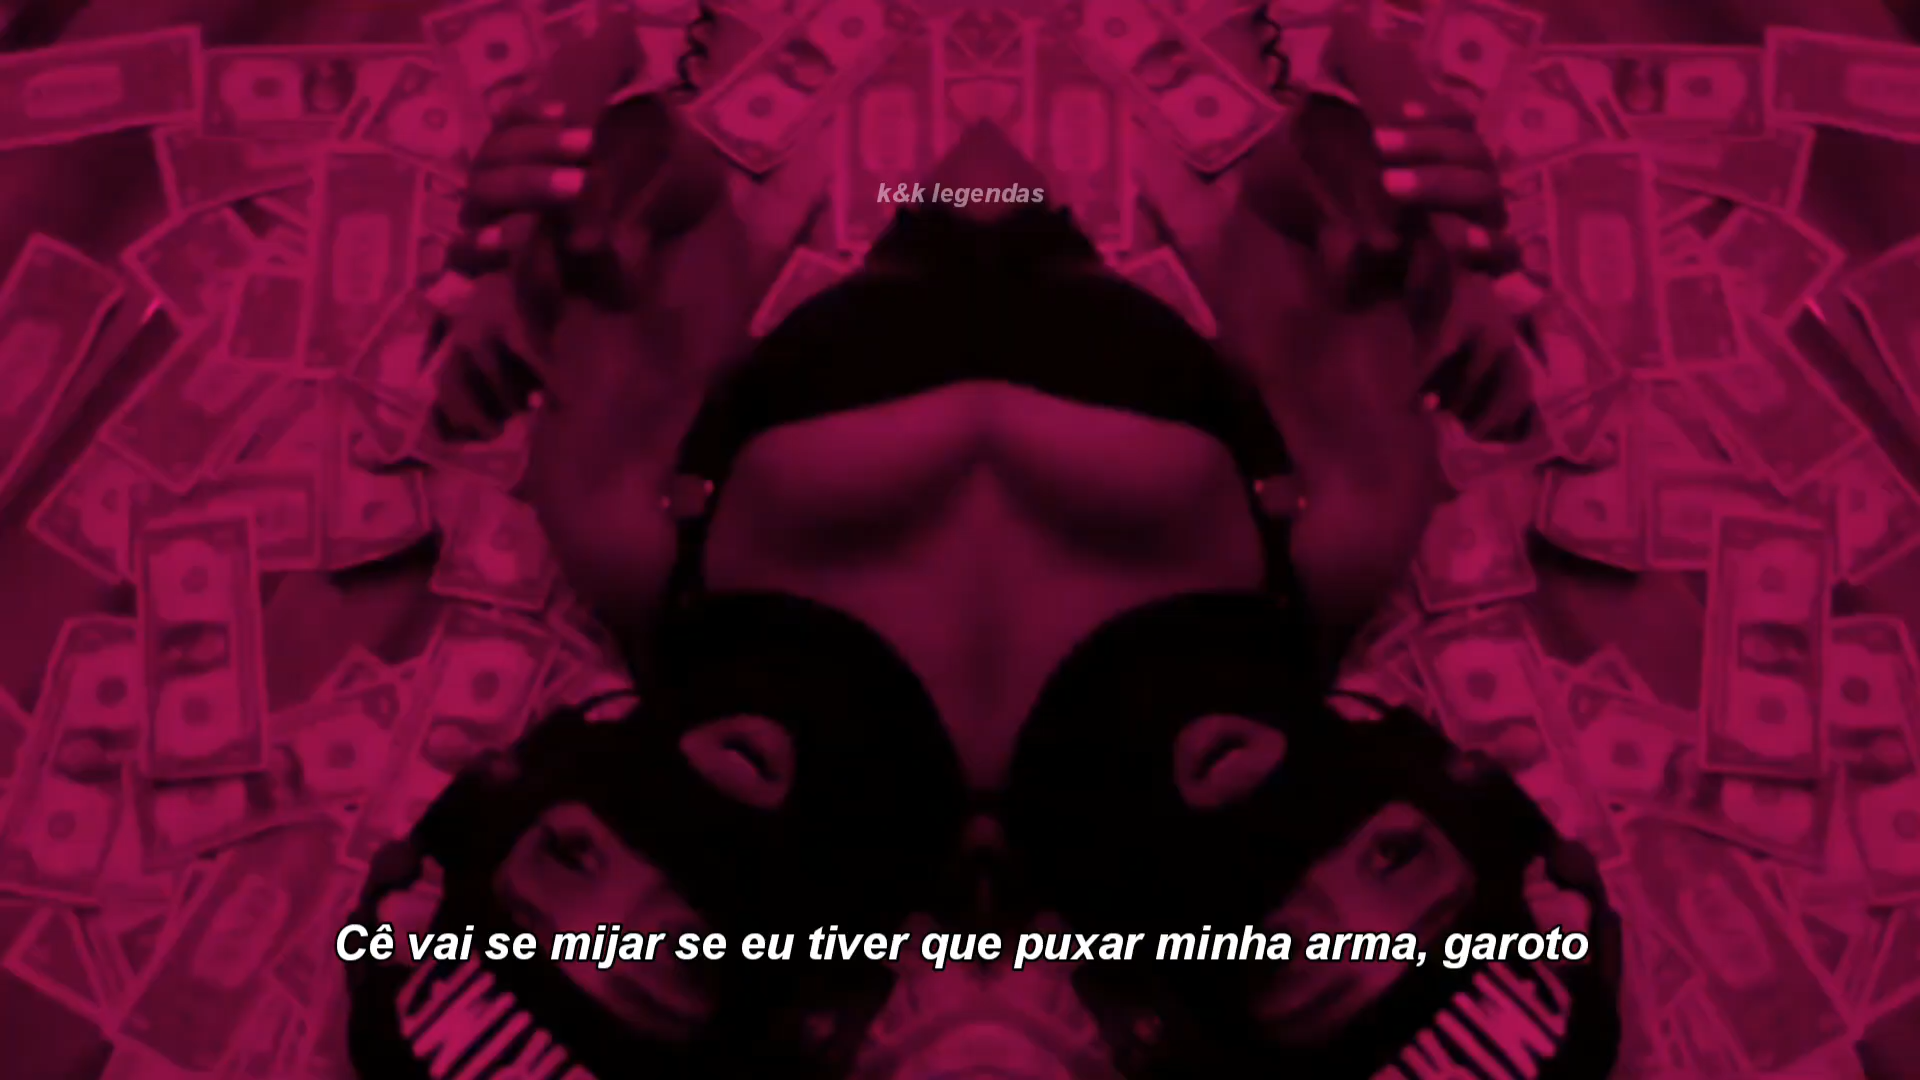 k&k legendas
Cê vai se mijar se eu tiver que puxar minha arma, garoto